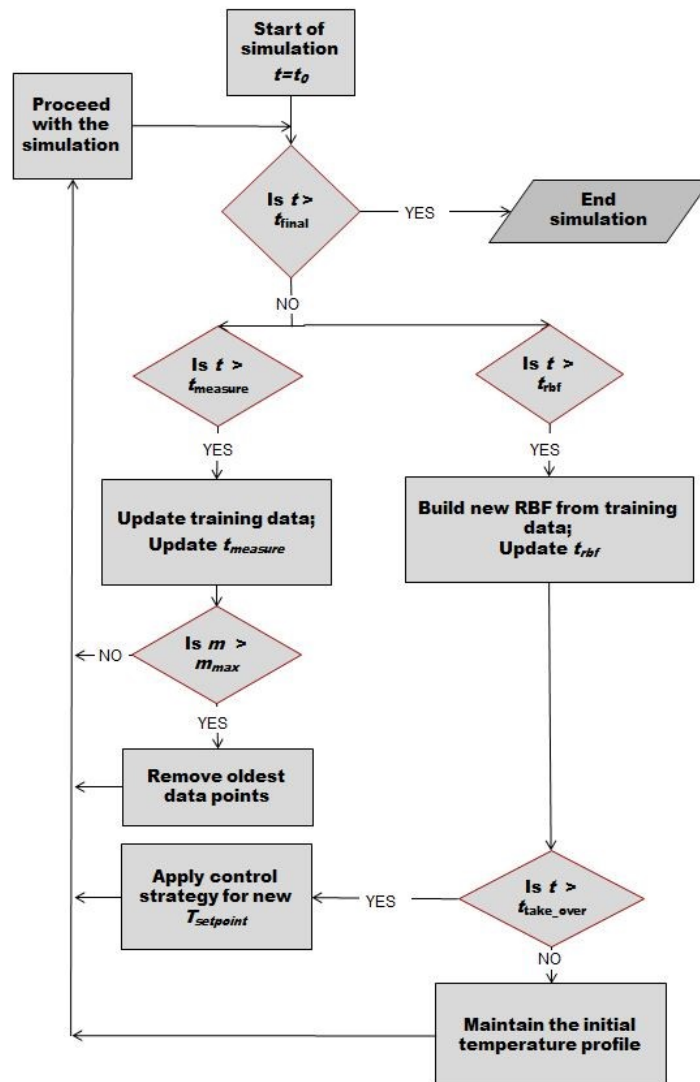 Start of
simulation
t=t0
Proceed
with the
simulation
Is t >
tfinal
YES
End
simulation
NO
Is t >
tmeasure
Is t >
trbf
YES
YES
Update training data;
Update tmeasure
Build new RBF from training
data;
Update trbf
Is m >
mmax
NO
YES
Remove oldest
data points
Apply control
strategy for new
Tsetpoint
YES
Is t >
ttake_over
NO
Maintain the initial
temperature profile